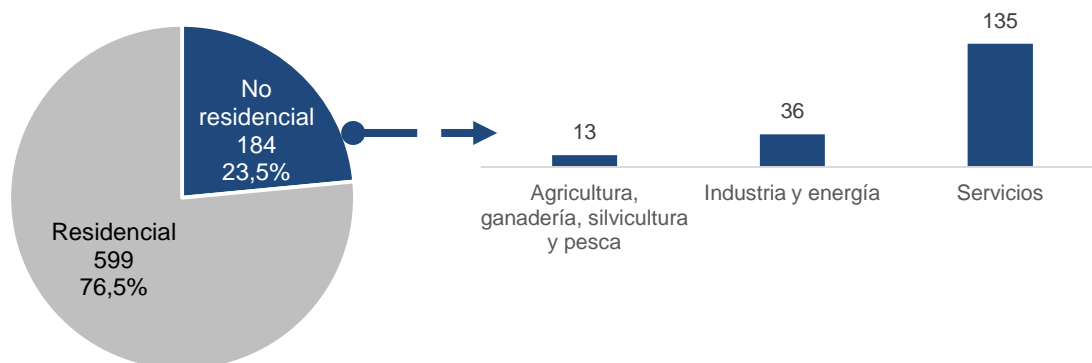 No
residencial
184
23,5%
Residencial
599
76,5%
13
36
135
Agricultura,
ganadería, silvicultura
y pesca
Industria y energía
Servicios